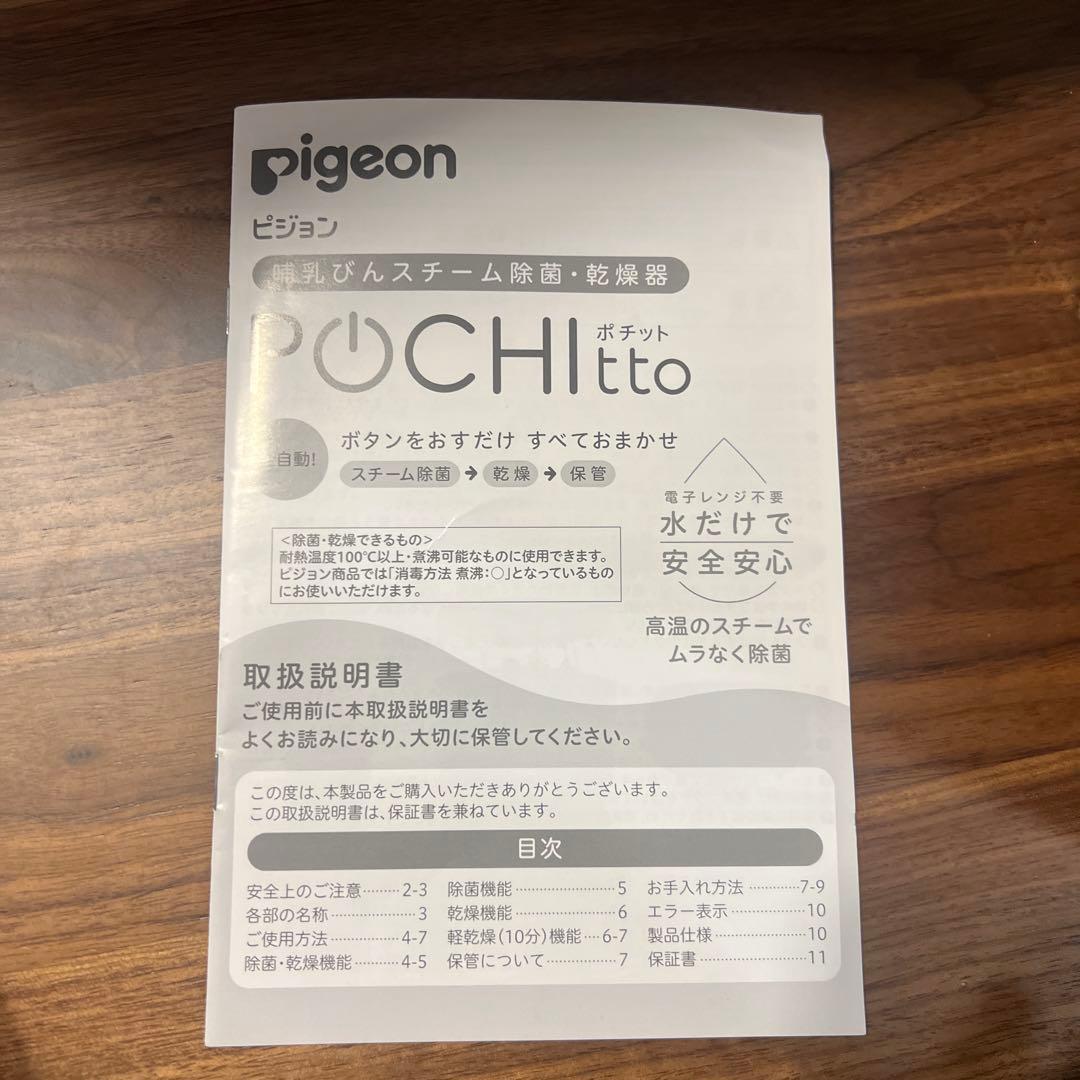 pigeon
ピジョン
哺乳びんスチーム除菌・乾燥器
POCHItto
ポチット
自動!
ボタンをおすだけ すべておまかせ
スチーム除菌→乾燥→保管
電子レンジ不要
水だけで
安全安心
高温のスチームで
ムラなく除菌
<除菌・乾燥できるもの>
耐熱温度100℃以上・煮沸可能なものに使用できます。
ピジョン商品では「消毒方法 煮沸:○」となっているもの
にお使いいただけます。
取扱説明書
ご使用前に本取扱説明書を
よくお読みになり、大切に保管してください。
この度は、本製品をご購入いただきありがとうございます。
この取扱説明書は、保証書を兼ねています。
目次
安全上のご注意………2-3
各部の名称………………3
ご使用方法……………4-7
除菌・乾燥機能………4-5
除菌機能…………………5
乾燥機能…………………6
軽乾燥(10分)機能…6-7
保管について……………7
お手入れ方法…………7-9
エラー表示……………10
製品仕様………………10
保証書…………………11